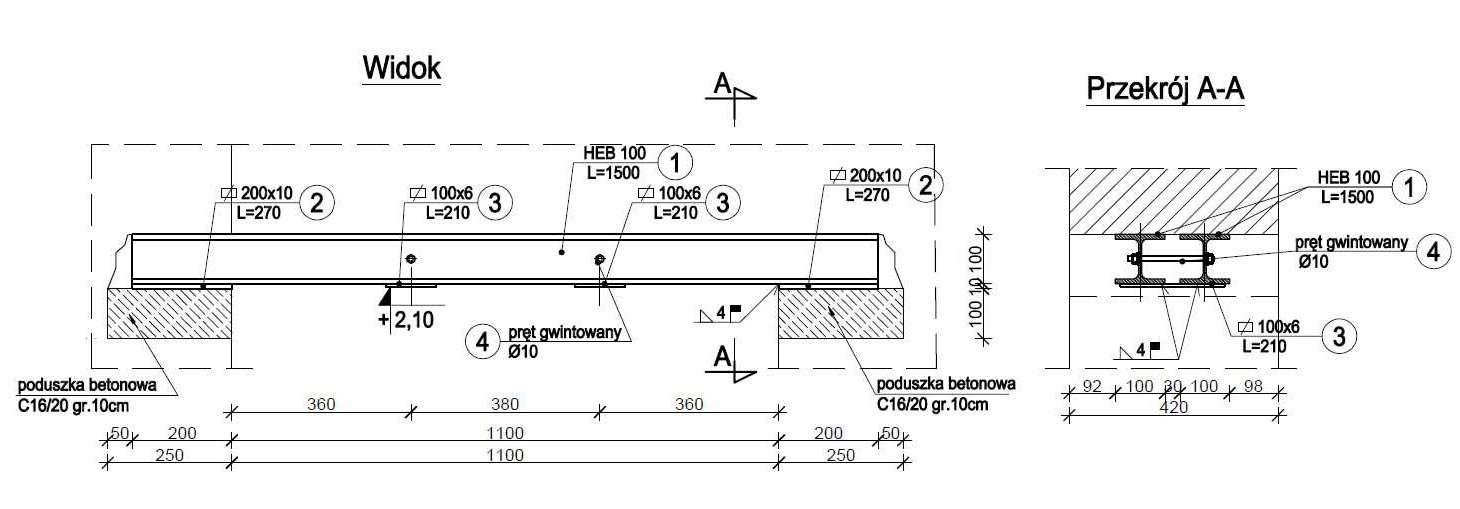 Widok
A
Przekrój A-A
HEB 100
L=1500
1
200x10
L=270
2
100x6
L=210
3
100x6
L=210
3
200x10
L=270
2
HEB 100
L=1500
1
pręt gwintowany
Ø10
4
100
10
100
+ 2,10
4
4
pręt gwintowany
Ø10
A
100x6
L=210
3
4
poduszka betonowa
C16/20 gr.10cm
poduszka betonowa
C16/20 gr.10cm
92 100 30 100 98
420
360 380 360
50 200 1100 200 50
250 1100 250